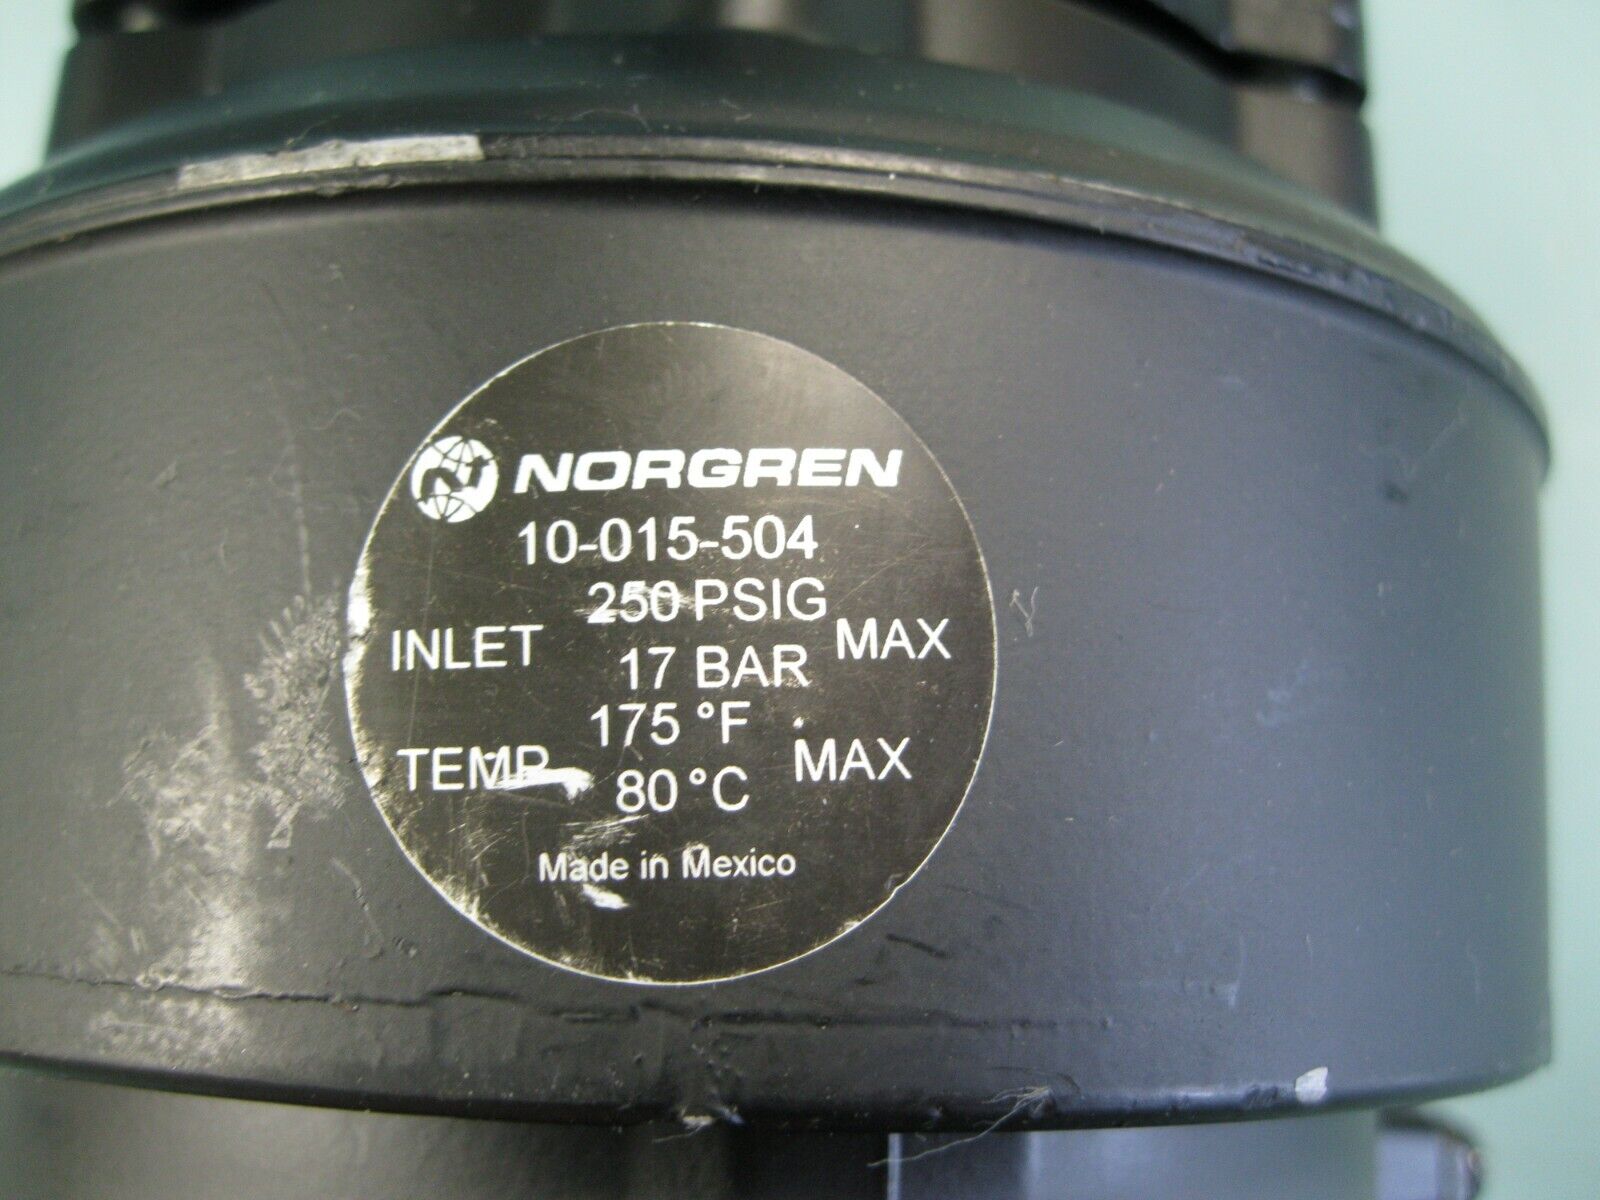 NORGREN
10-015-504
250 PSIG
INLET MAX
17 BAR
175 °F
TEMP MAX
80 °C
Made in Mexico